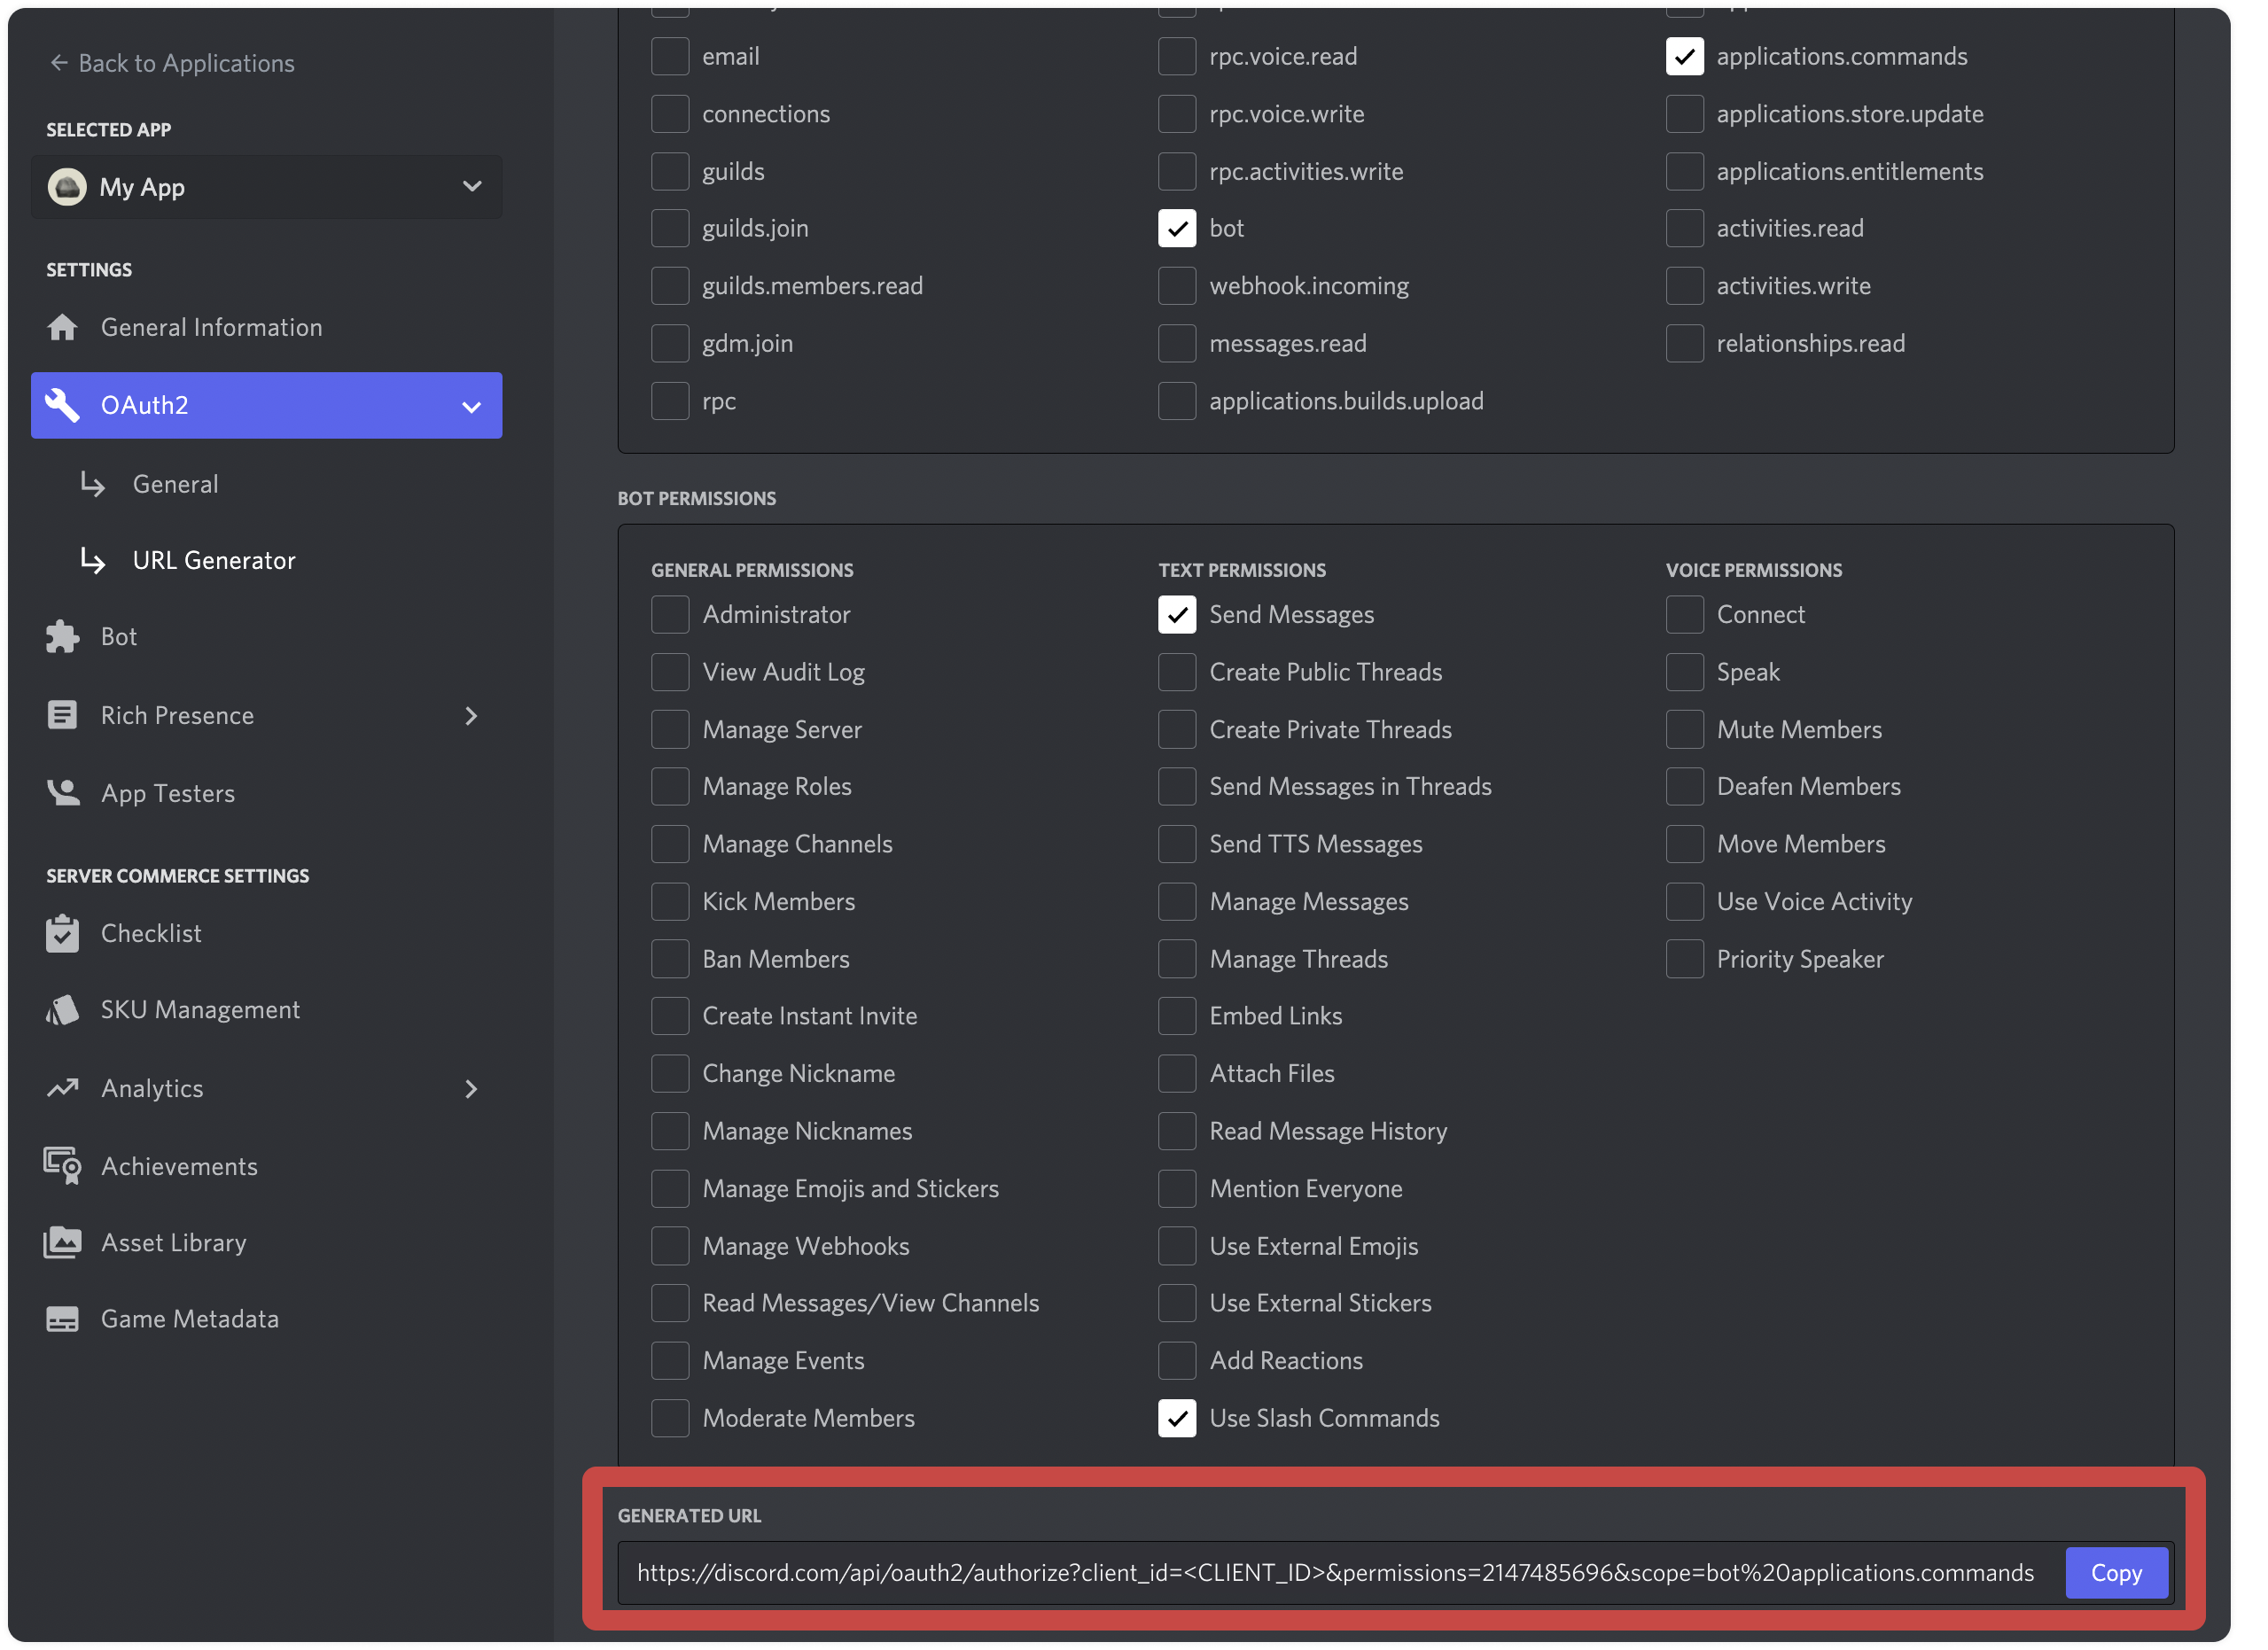 ← Back to Applications
SELECTED APP
My App
SETTINGS
General Information
OAuth2
General
URL Generator
Bot
Rich Presence
App Testers
SERVER COMMERCE SETTINGS
Checklist
SKU Management
Analytics
Achievements
Asset Library
Game Metadata
email
connections
guilds
guilds.join
guilds.members.read
gdm.join
rpc
rpc.voice.read
rpc.voice.write
rpc.activities.write
bot
webhook.incoming
messages.read
applications.builds.upload
applications.commands
applications.store.update
applications.entitlements
activities.read
activities.write
relationships.read
BOT PERMISSIONS
GENERAL PERMISSIONS
Administrator
View Audit Log
Manage Server
Manage Roles
Manage Channels
Kick Members
Ban Members
Create Instant Invite
Change Nickname
Manage Nicknames
Manage Emojis and Stickers
Manage Webhooks
Read Messages/View Channels
Manage Events
Moderate Members
TEXT PERMISSIONS
Send Messages
Create Public Threads
Create Private Threads
Send Messages in Threads
Send TTS Messages
Manage Messages
Manage Threads
Embed Links
Attach Files
Read Message History
Mention Everyone
Use External Emojis
Use External Stickers
Add Reactions
Use Slash Commands
VOICE PERMISSIONS
Connect
Speak
Mute Members
Deafen Members
Move Members
Use Voice Activity
Priority Speaker
GENERATED URL
https://discord.com/api/oauth2/authorize?client_id=<CLIENT_ID>&permissions=2147485696&scope=bot%20applications.commands
Copy